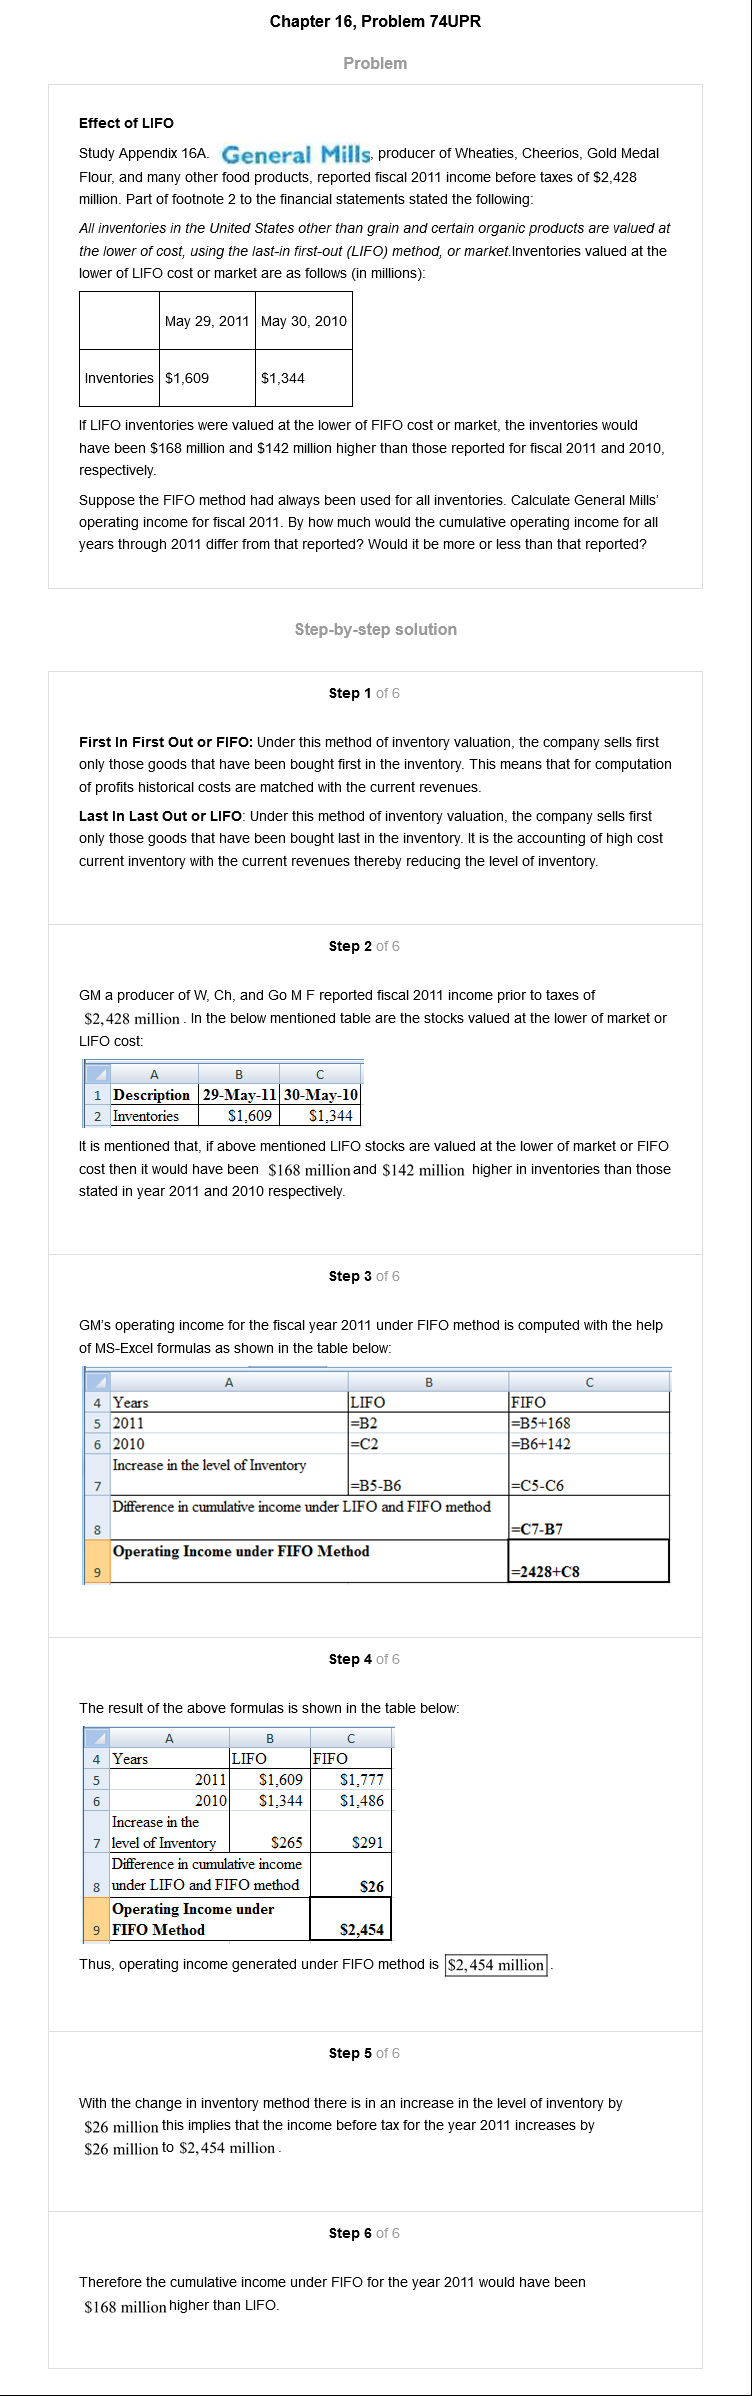 Chapter 16, Problem 74UPR
Problem
Effect of LIFO
Study Appendix 16A. General Mills, producer of Wheaties, Cheerios, Gold Medal
Flour, and many other food products, reported fiscal 2011 income before taxes of $2,428
million. Part of footnote 2 to the financial statements stated the following:
All inventories in the United States other than grain and certain organic products are valued at
the lower of cost, using the last-in first-out (LIFO) method, or market.Inventories valued at the
lower of LIFO cost or market are as follows (in millions):
May 29, 2011 May 30, 2010
Inventories $1,609 $1,344
If LIFO inventories were valued at the lower of FIFO cost or market, the inventories would
have been $168 million and $142 million higher than those reported for fiscal 2011 and 2010,
respectively.
Suppose the FIFO method had always been used for all inventories. Calculate General Mills'
operating income for fiscal 2011. By how much would the cumulative operating income for all
years through 2011 differ from that reported? Would it be more or less than that reported?
Step-by-step solution
Step 1 of 6
First In First Out or FIFO: Under this method of inventory valuation, the company sells first
only those goods that have been bought first in the inventory. This means that for computation
of profits historical costs are matched with the current revenues.
Last In Last Out or LIFO: Under this method of inventory valuation, the company sells first
only those goods that have been bought last in the inventory. It is the accounting of high cost
current inventory with the current revenues thereby reducing the level of inventory.
Step 2 of 6
GM a producer of W, Ch, and Go M F reported fiscal 2011 income prior to taxes of
$2,428 million. In the below mentioned table are the stocks valued at the lower of market or
LIFO cost:
A B C
1 Description 29-May-11 30-May-10
2 Inventories $1,609 $1,344
It is mentioned that, if above mentioned LIFO stocks are valued at the lower of market or FIFO
cost then it would have been $168 million and $142 million higher in inventories than those
stated in year 2011 and 2010 respectively.
Step 3 of 6
GM's operating income for the fiscal year 2011 under FIFO method is computed with the help
of MS-Excel formulas as shown in the table below:
A B C
4 Years LIFO FIFO
5 2011 =B2 =B5+168
6 2010 =C2 =B6+142
Increase in the level of Inventory
7 =B5-B6 =C5-C6
Difference in cumulative income under LIFO and FIFO method
8 =C7-B7
Operating Income under FIFO Method
9 =2428+C8
Step 4 of 6
The result of the above formulas is shown in the table below:
A B C
4 Years LIFO FIFO
5 2011 $1,609 $1,777
6 2010 $1,344 $1,486
Increase in the
7 level of Inventory $265 $291
Difference in cumulative income
8 under LIFO and FIFO method $26
Operating Income under
9 FIFO Method $2,454
Thus, operating income generated under FIFO method is $2,454 million.
Step 5 of 6
With the change in inventory method there is in an increase in the level of inventory by
$26 million this implies that the income before tax for the year 2011 increases by
$26 million to $2,454 million.
Step 6 of 6
Therefore the cumulative income under FIFO for the year 2011 would have been
$168 million higher than LIFO.